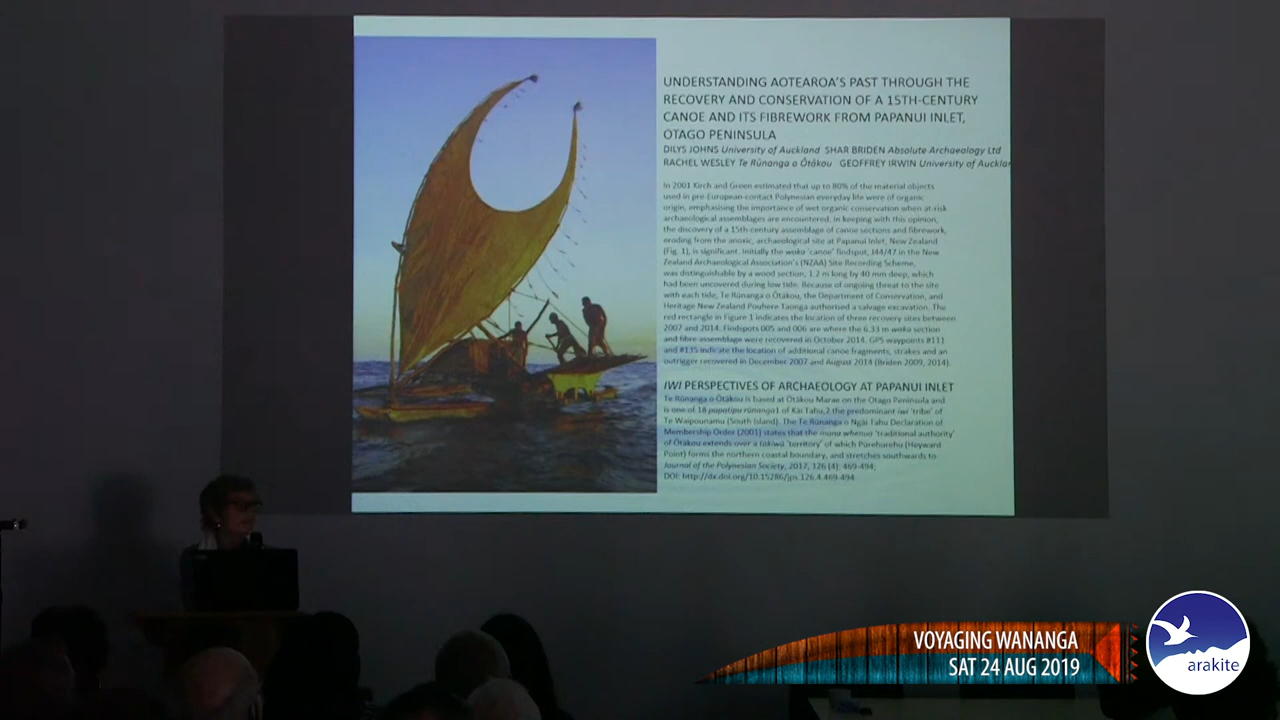 UNDERSTANDING AOTEAROA'S PAST THROUGH THE
RECOVERY AND CONSERVATION OF A 15TH-CENTURY
CANOE AND ITS FIBREWORK FROM PAPANUI INLET,
OTAGO PENINSULA
DILYS JOHNS University of Auckland SHAR BRIDEN Absolute Archaeology Ltd
RACHEL WESLEY Te Rūnanga o Ōtākou GEOFFREY IRWIN University of Aucklan
In 2001 Kirch and Green estimated that up to 80% of the material objects
used in pre-European-contact Polynesian everyday life were of organic
origin, emphasising the importance of wet organic conservation when at-risk
archaeological assemblages are encountered. In keeping with this opinion,
the discovery of a 15th-century assemblage of canoe sections and fibrework,
eroding from the anoxic, archaeological site at Papanui Inlet, New Zealand
(Fig. 1), is significant. Initially the waka 'canoe' findspot, J44/47 in the New
Zealand Archaeological Association's (NZAA) Site Recording Scheme,
was distinguishable by a wood section, 1.2 m long by 40 mm deep, which
had been uncovered during low tide. Because of ongoing threat to the site
with each tide, Te Rūnanga o Ōtākou, the Department of Conservation, and
Heritage New Zealand Pouhere Taonga authorised a salvage excavation. The
red rectangle in Figure 1 indicates the location of three recovery sites between
2007 and 2014. Findspots 005 and 006 are where the 6.33 m waka section
and fibre assemblage were recovered in October 2014. GPS waypoints #111
and #135 indicate the location of additional canoe fragments, strakes and an
outrigger recovered in December 2007 and August 2014 (Briden 2009, 2014).
IWI PERSPECTIVES OF ARCHAEOLOGY AT PAPANUI INLET
Te Rūnanga o Ōtākou is based at Ōtākou Marae on the Otago Peninsula and
is one of 18 papatipu rūnanga1 of Kāi Tahu,2 the predominant iwi 'tribe' of
Te Waipounamu (South Island). The Te Rūnanga o Ngāi Tahu Declaration of
Membership Order (2001) states that the mana whenua 'traditional authority'
of Ōtākou extends over a takiwā 'territory' of which Pūrehurehu (Heyward
Point) forms the northern coastal boundary, and stretches southwards to
Journal of the Polynesian Society, 2017, 126 (4): 469-494;
DOI: http://dx.doi.org/10.15286/jps.126.4.469-494
VOYAGING WANANGA
SAT 24 AUG 2019
arakite